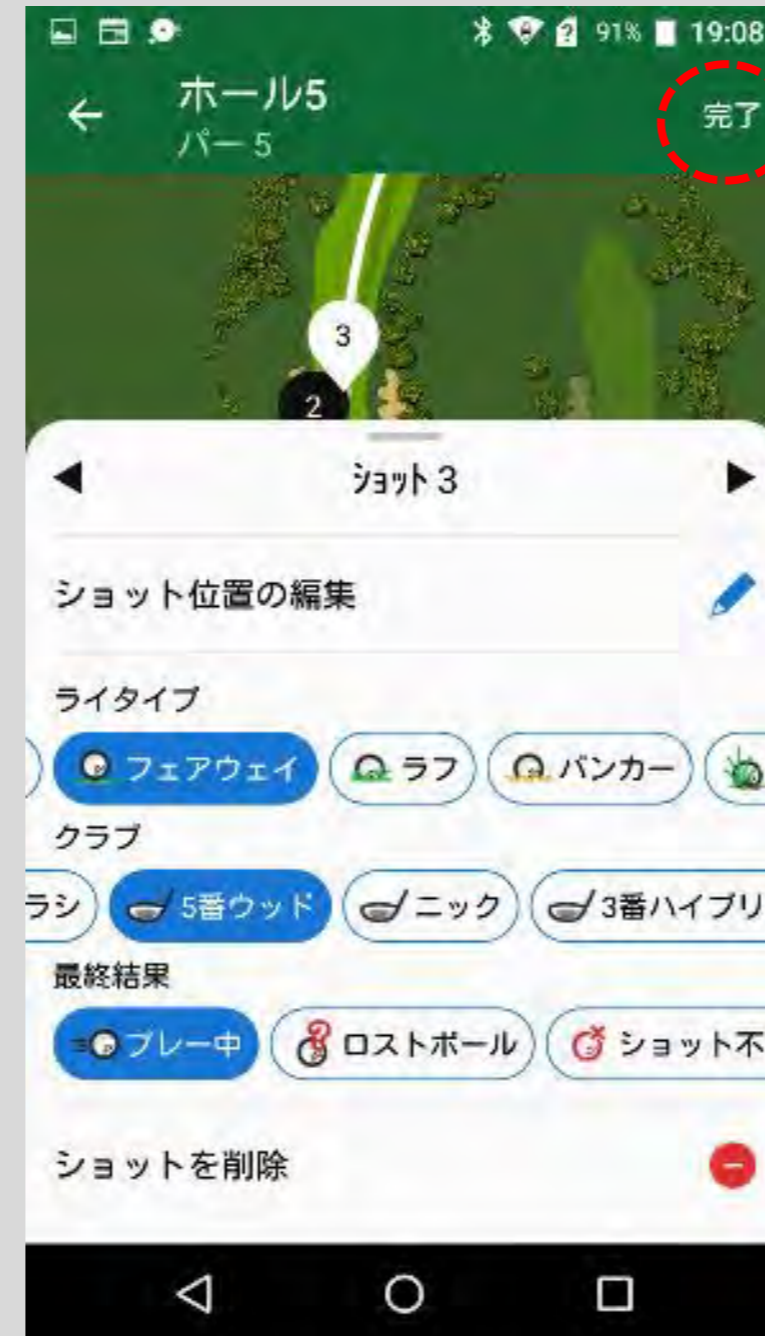 91% 19:08
ホール5
完了
パー 5
3
2
ショット 3
ショット位置の編集
ライタイプ
フェアウェイ ラフ バンカー
クラブ
ラシ 5番ウッド ニック 3番ハイブリ
最終結果
プレー中 ロストボール ショット不
ショットを削除